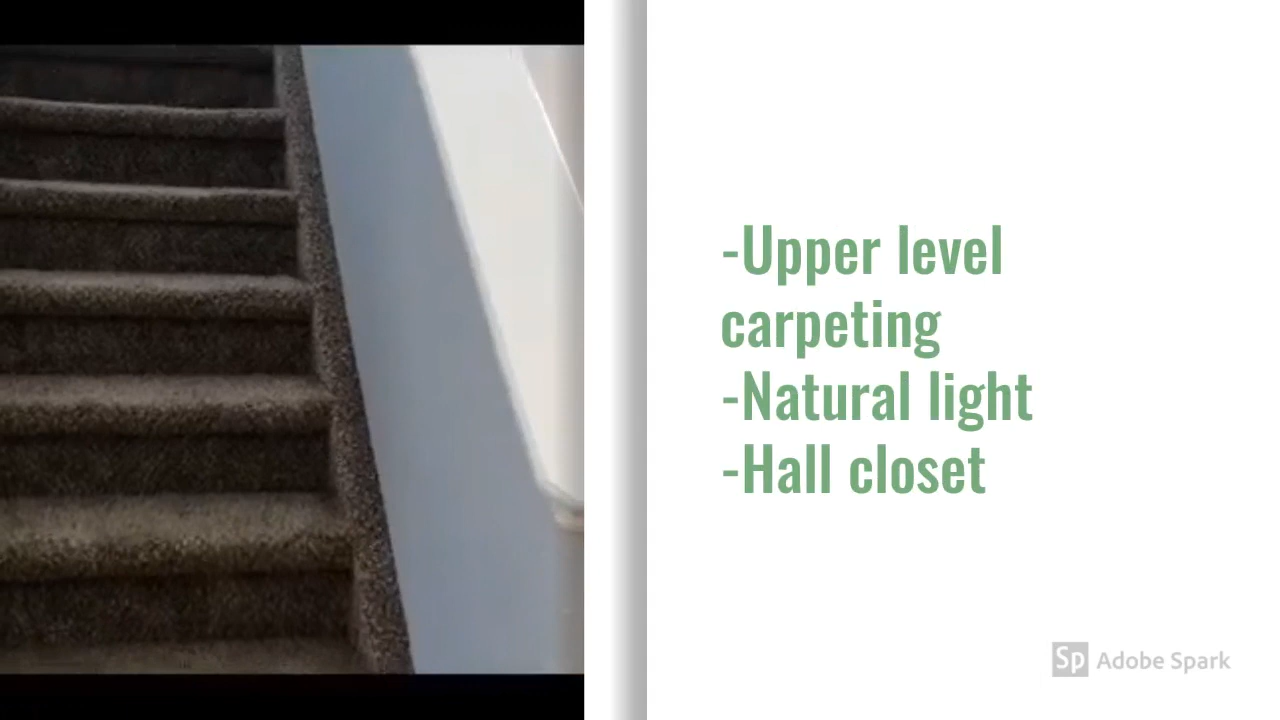 -Upper level
carpeting
-Natural light
-Hall closet
Sp Adobe Spark